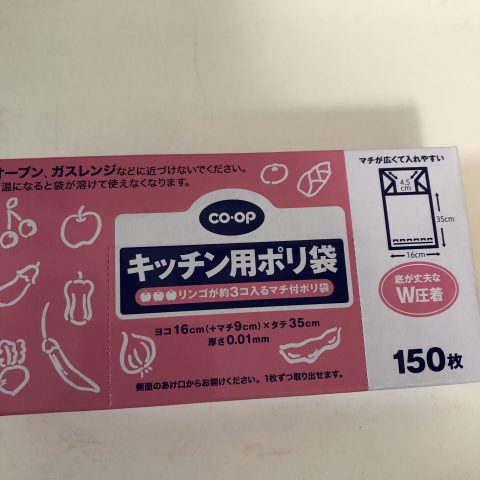 オーブン、ガスレンジなどに近づけないでください。
温になると袋が溶けて使えなくなります。
CO·OP
キッチン用ポリ袋
リンゴが約3コ入るマチ付ポリ袋
ヨコ16cm(+マチ9cm)×タテ35cm
厚さ0.01mm
側面のあけ口からお開けください。1枚ずつ取り出せます。
マチが広くて入れやすい
4.5
cm
35cm
16cm
底が丈夫な
W圧着
150枚